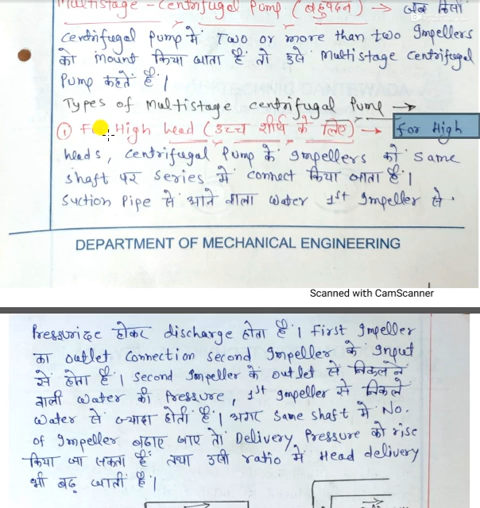 Multistage - Centrifugal Pump (बहुपदन) → जब किसी
Centrifugal Pump में Two or more than two Impellers
को mount किया जाता है तो इसे Multistage centrifugal
Pump कहते हैं।
Types of Multistage centrifugal Pump →
① For High head (उच्च शीर्ष के लिए) → For High
heads, centrifugal Pump के Impellers को Same
shaft पर series में connect किया जाता है।
Suction Pipe से आने वाला water 1st Impeller से
DEPARTMENT OF MECHANICAL ENGINEERING
Scanned with CamScanner
Pressurize होकर discharge होता है। First Impeller
का outlet connection second Impeller के Input
से होता है। Second Impeller के outlet से निकलने
वाली water की Pressure, 1st Impeller से निकले
Water से ज्यादा होती है। अगर Same shaft में No.
of Impeller बढ़ाए जाए तो Delivery Pressure को rise
किया जा सकता है तथा उसी ratio में Head delivery
भी बढ़ जाती है।